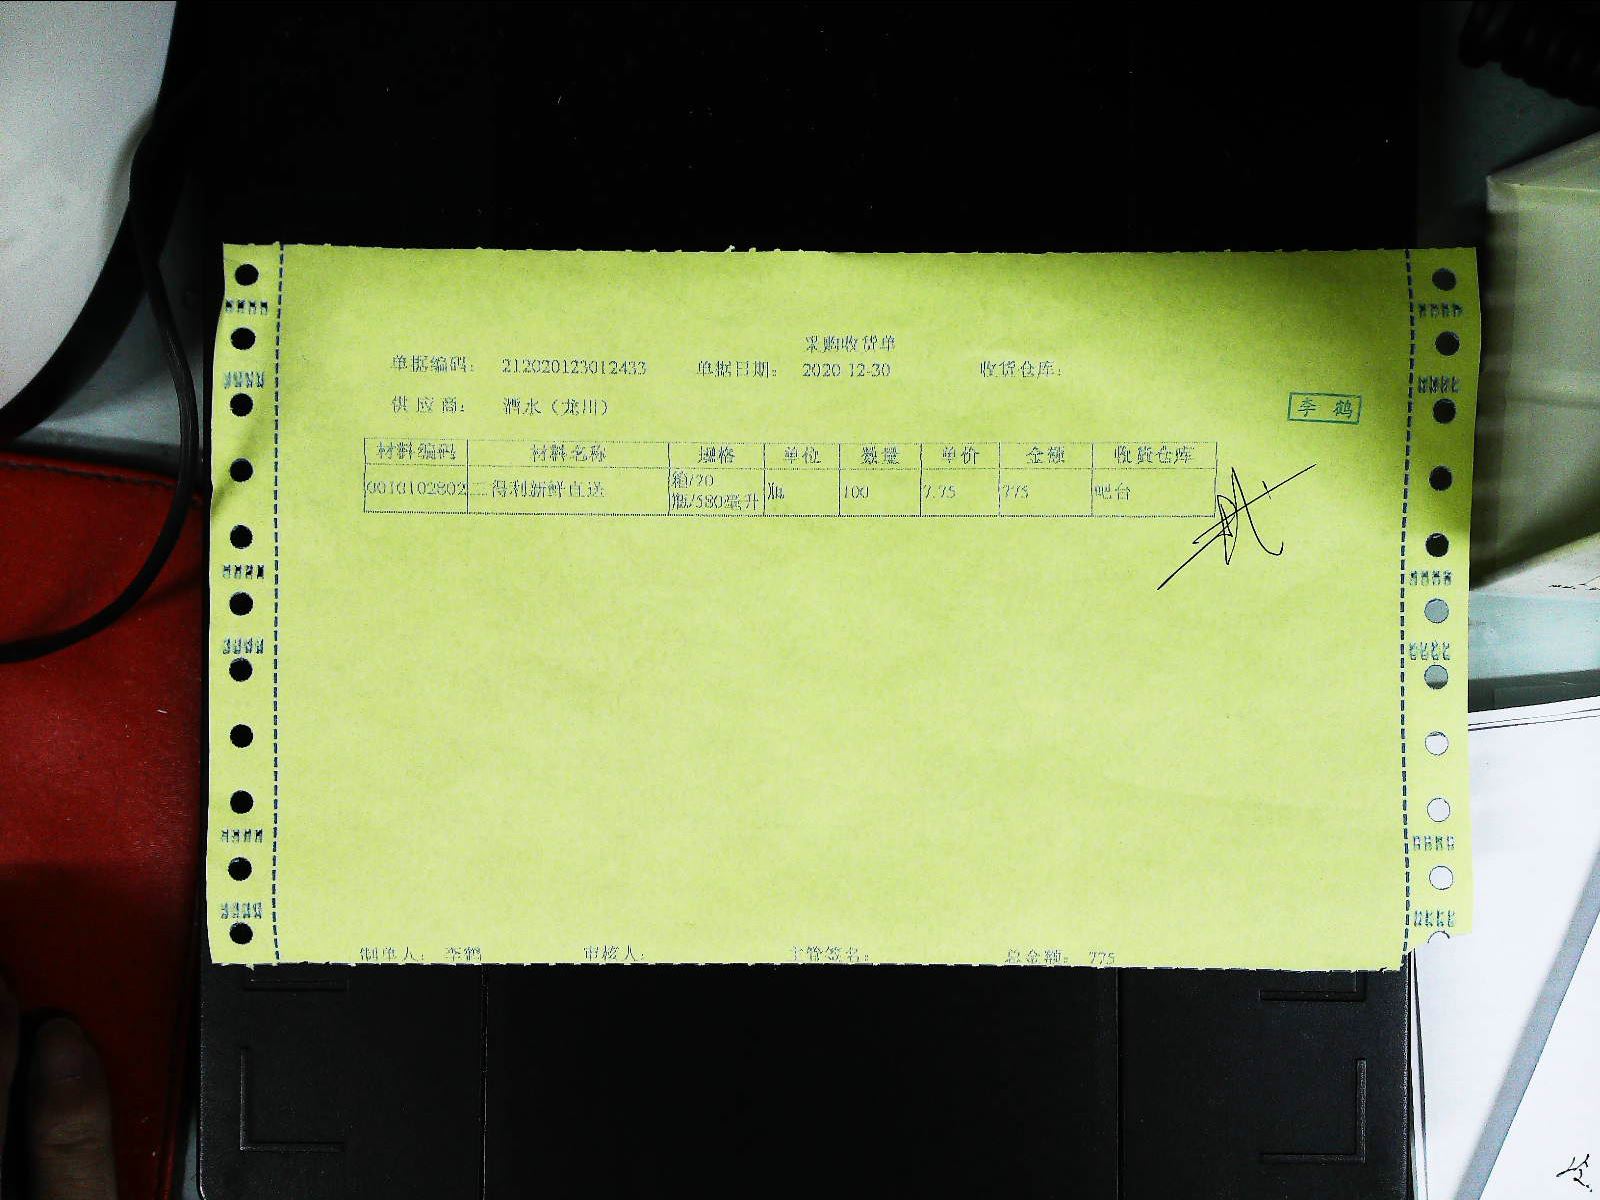 采购收货单
单据编码： 212020123012433 单据日期： 2020-12-30 收货仓库：
供 应 商： 酒水（龙川）
李 鹤
材料编码 材料名称 规格 单位 数量 单价 金额 收货仓库
0010102802 三得利新鲜直送 箱/20瓶/580毫升 瓶 100 7.75 775 吧台
制单人： 李鹤 审核人： 主管签名： 总金额： 775